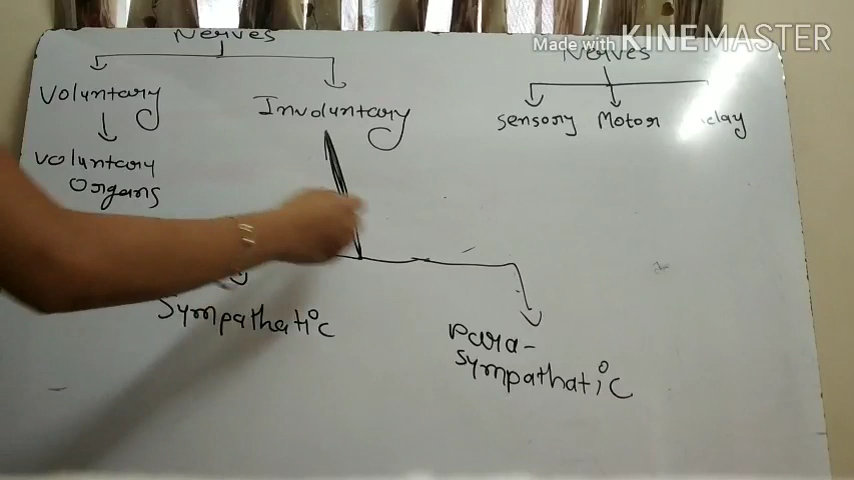 Nerves
Voluntary
Involuntary
voluntary
Organs
Sympathatic
Para-
sympathatic
Made with KINEMASTER
Nerves
Sensory Motor